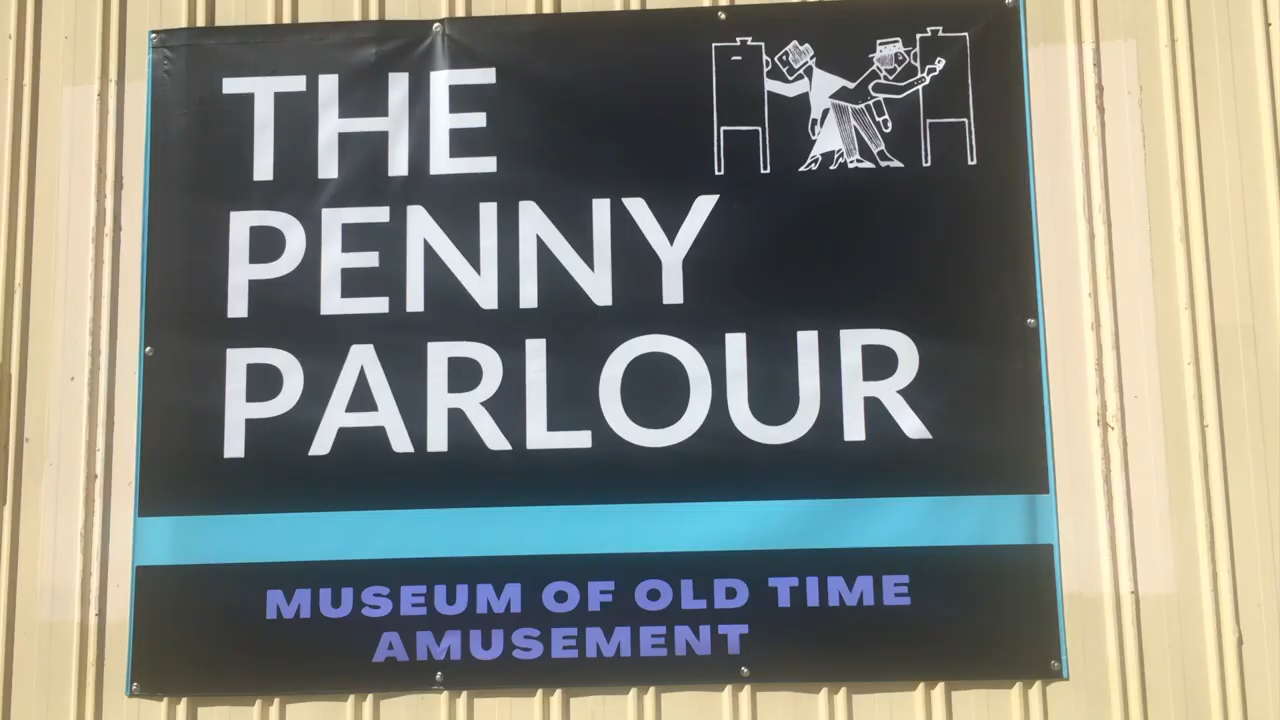 THE
PENNY
PARLOUR
MUSEUM OF OLD TIME
AMUSEMENT